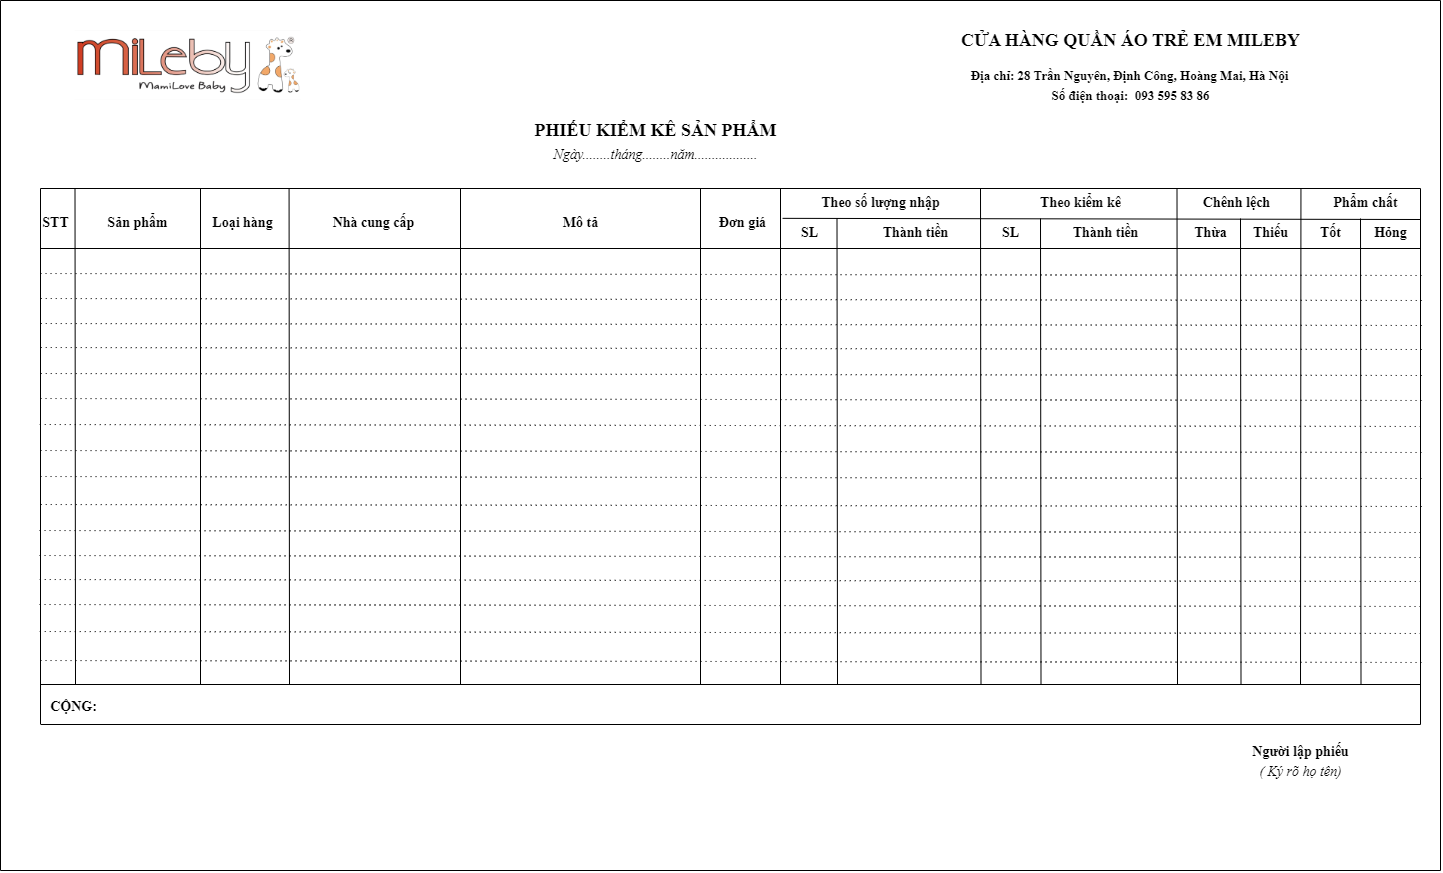 miLeby
MamiLove Baby
CỬA HÀNG QUẦN ÁO TRẺ EM MILEBY
Địa chỉ: 28 Trần Nguyên, Định Công, Hoàng Mai, Hà Nội
Số điện thoại: 093 595 83 86
PHIẾU KIỂM KÊ SẢN PHẨM
Ngày........tháng........năm..................
STT Sản phẩm Loại hàng Nhà cung cấp Mô tả Đơn giá Theo số lượng nhập Theo kiểm kê Chênh lệch Phẩm chất
SL Thành tiền SL Thành tiền Thừa Thiếu Tốt Hỏng
CỘNG:
Người lập phiếu
( Ký rõ họ tên)